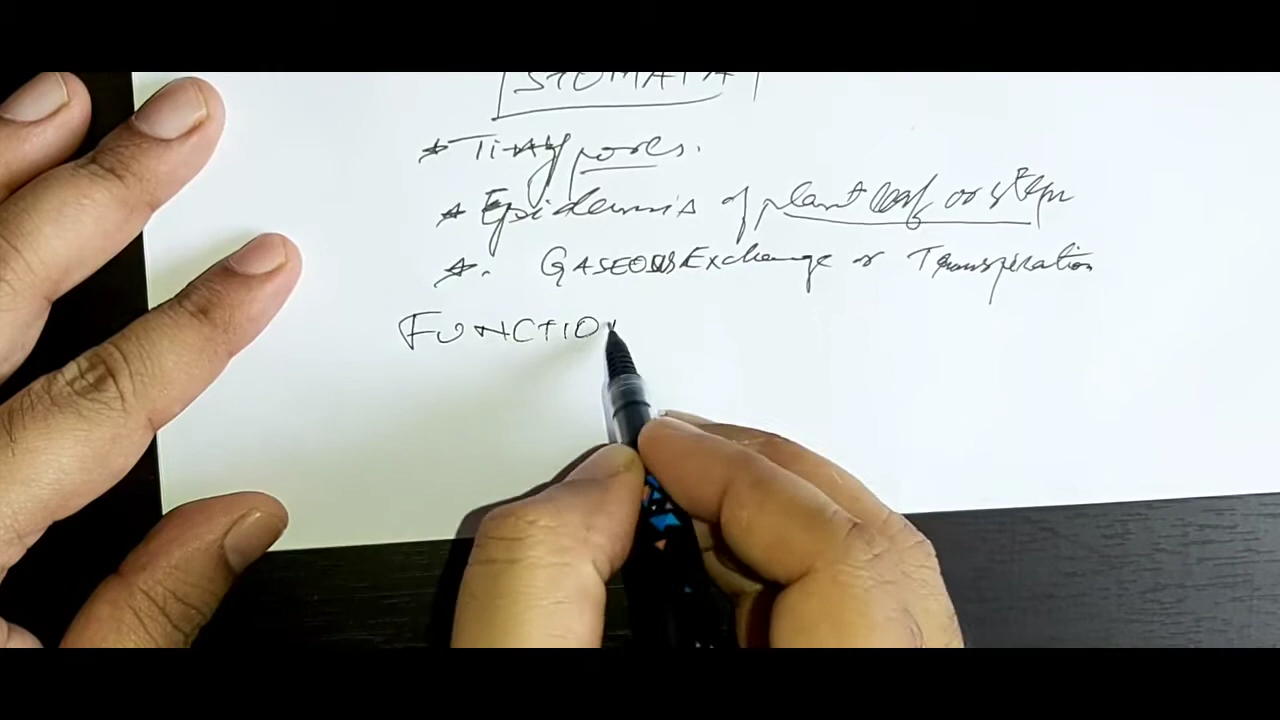 STOMATA
* Tiny pores.
* Epidermis of plant leaf or stem
*. GASEOUS Exchange or Transpiration
FUNCTION